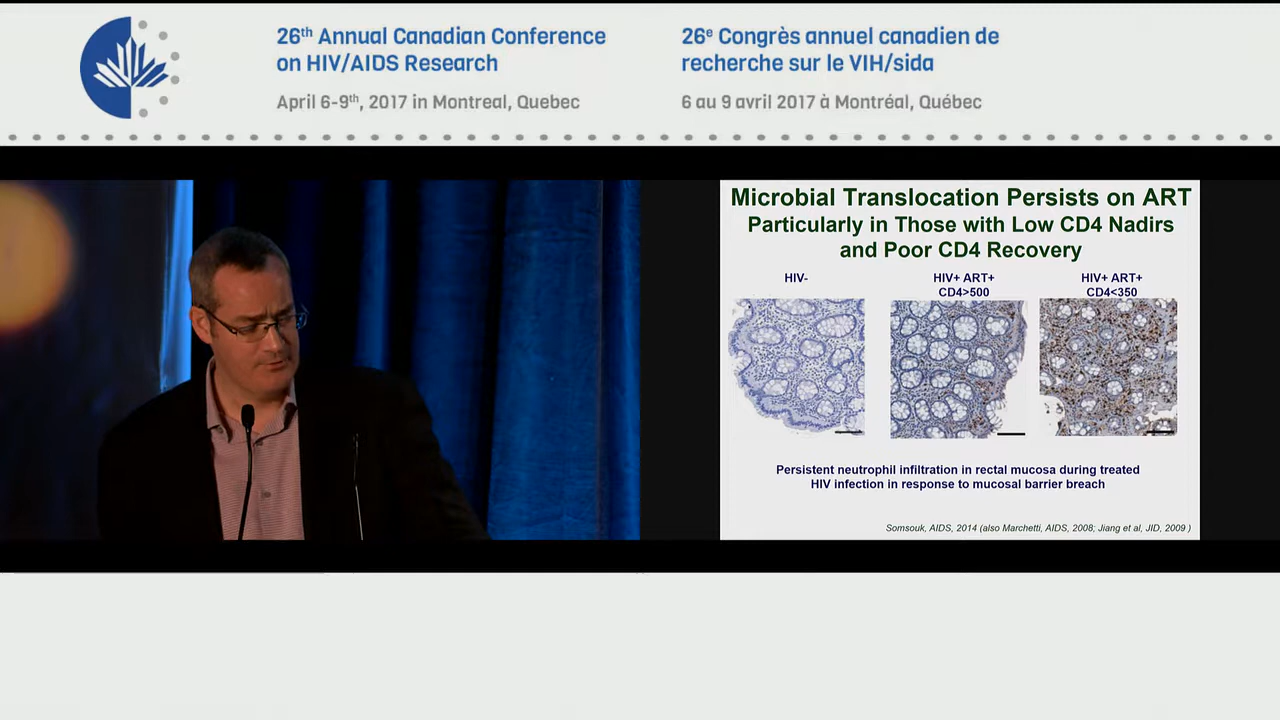 26th Annual Canadian Conference
on HIV/AIDS Research
April 6-9th, 2017 in Montreal, Quebec
26e Congrès annuel canadien de
recherche sur le VIH/sida
6 au 9 avril 2017 à Montréal, Québec
Microbial Translocation Persists on ART
Particularly in Those with Low CD4 Nadirs
and Poor CD4 Recovery
HIV-
HIV+ ART+
CD4>500
HIV+ ART+
CD4<350
Persistent neutrophil infiltration in rectal mucosa during treated
HIV infection in response to mucosal barrier breach
Somsouk, AIDS, 2014 (also Marchetti, AIDS, 2008; Jiang et al, JID, 2009 )